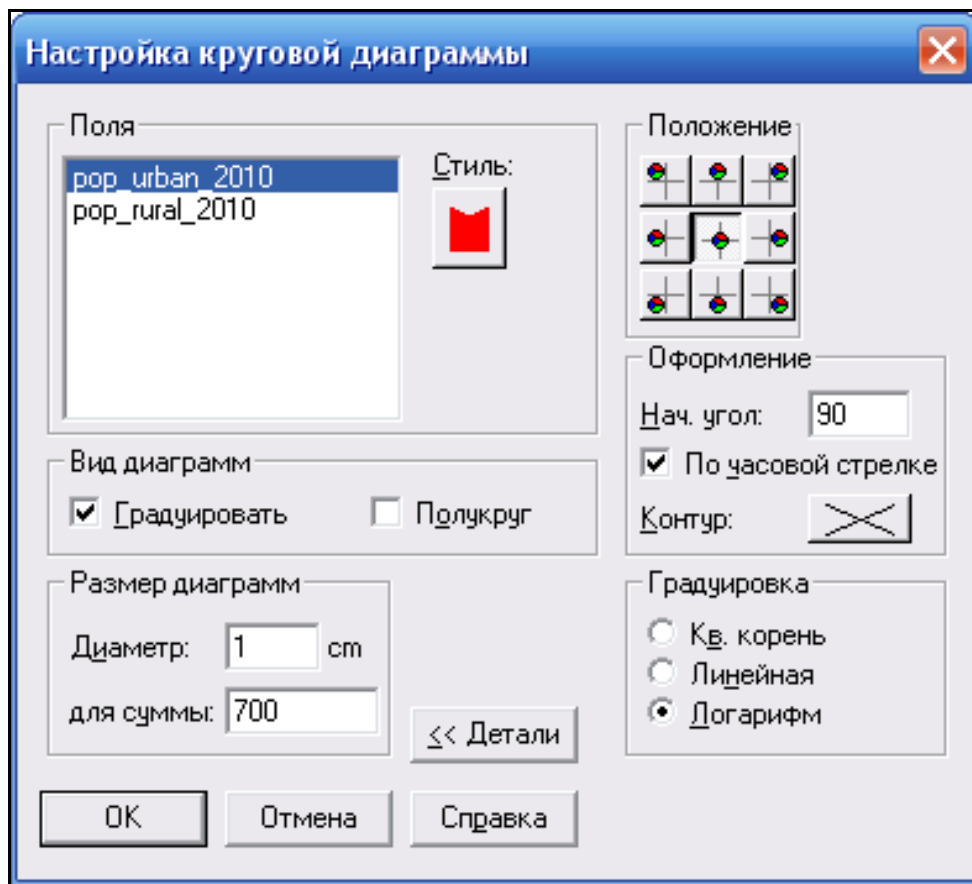 Настройка круговой диаграммы
Поля
pop_urban_2010
pop_rural_2010
Стиль:
Положение
Оформление
Нач. угол: 90
По часовой стрелке
Контур:
Вид диаграмм
Градуировать
Полукруг
Размер диаграмм
Диаметр: 1 cm
для суммы: 700
<< Детали
Градуировка
Кв. корень
Линейная
Логарифм
OK
Отмена
Справка